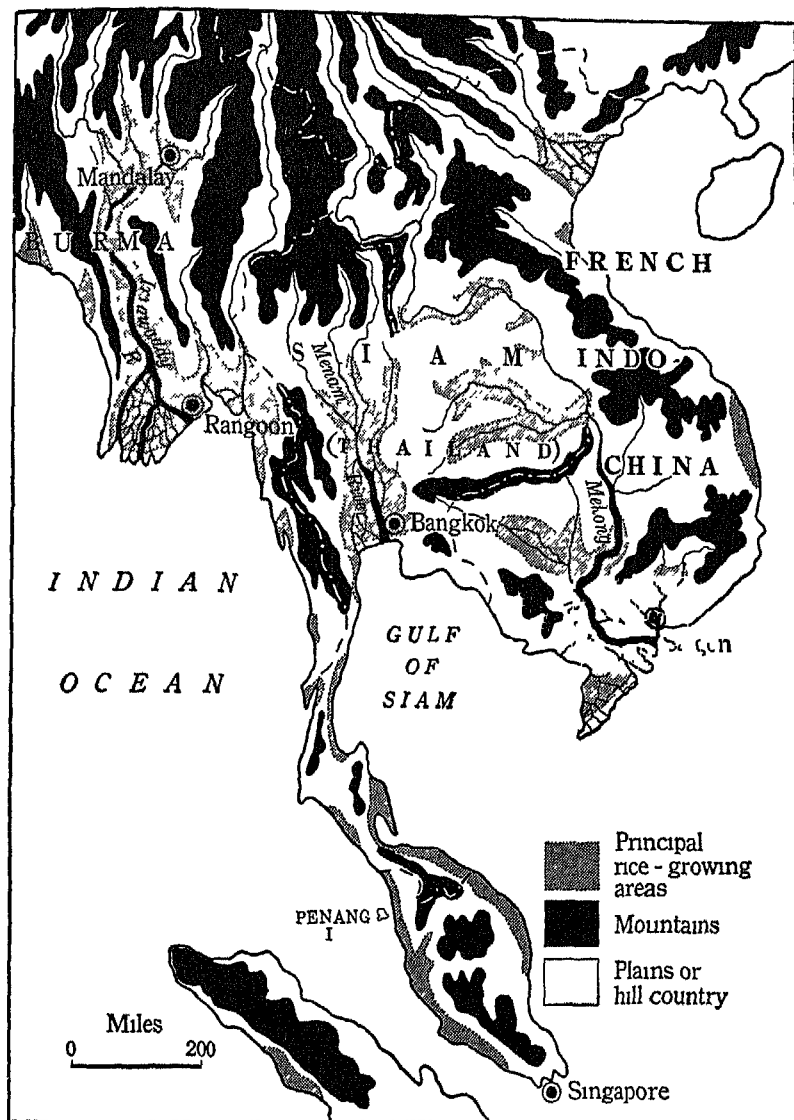 Mandalay
BURMA
Irrawaddy
FRENCH
SIAM
INDO-
Menam
Rangoon
(THAILAND)
CHINA
Mekong
Bangkok
INDIAN
OCEAN
GULF
OF
SIAM
Principal
rice-growing
areas
PENANG
I
Mountains
Plains or
hill country
Miles
0 200
Singapore